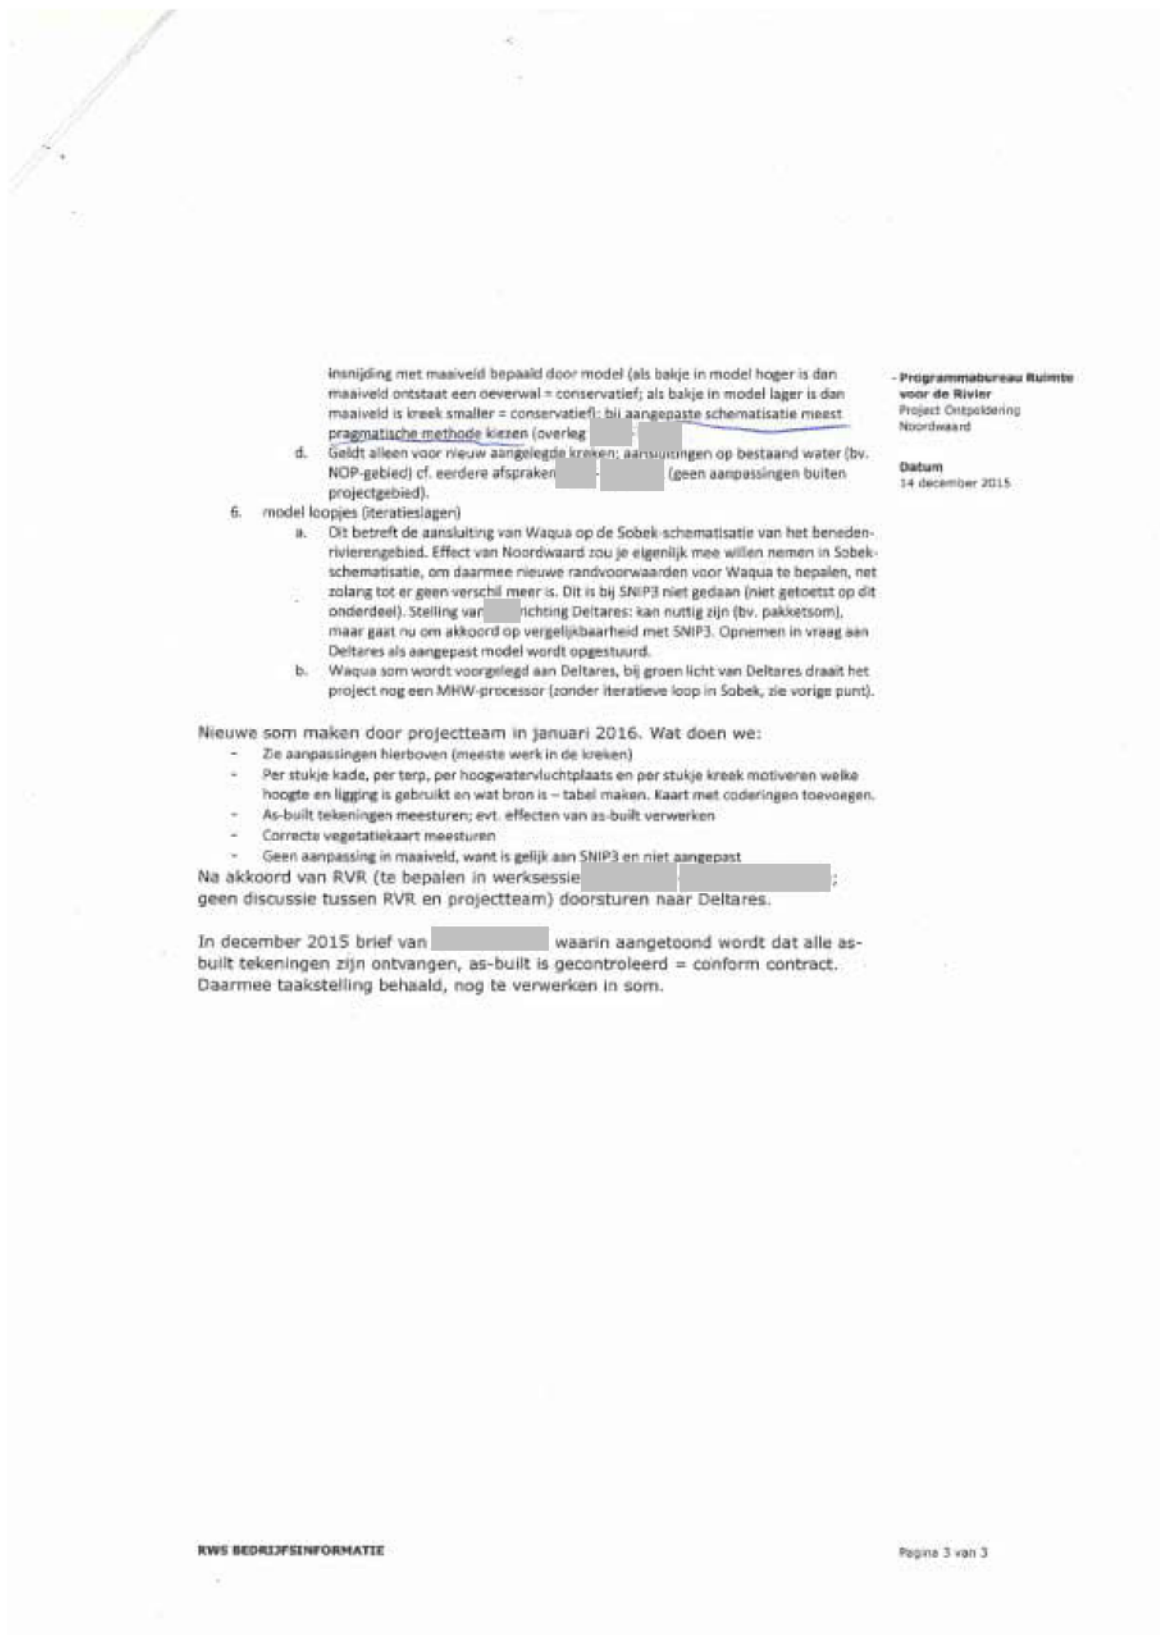 insnijding met maaiveld bepaald door model (als bakje in model hoger is dan
maaiveld ontstaat een oeverwal = conservatief; als bakje in model lager is dan
maaiveld is kreek smaller = conservatief); bij aangepaste schematisatie meest
pragmatische methode kiezen (overleg
d. Geldt alleen voor nieuw aangelegde kreken; aansluitingen op bestaand water (bv.
NOP-gebied) cf. eerdere afspraken - (geen aanpassingen buiten
projectgebied).
6. model loopjes (iteratieslagen)
a. Dit betreft de aansluiting van Waqua op de Sobek-schematisatie van het beneden-
rivierengebied. Effect van Noordwaard zou je eigenlijk mee willen nemen in Sobek-
schematisatie, om daarmee nieuwe randvoorwaarden voor Waqua te bepalen, net
zolang tot er geen verschil meer is. Dit is bij SNIP3 niet gedaan (niet getoetst op dit
onderdeel). Stelling van richting Deltares: kan nuttig zijn (bv. pakketsom),
maar gaat nu om akkoord op vergelijkbaarheid met SNIP3. Opnemen in vraag aan
Deltares als aangepast model wordt opgestuurd.
b. Waqua som wordt voorgelegd aan Deltares, bij groen licht van Deltares draait het
project nog een MHW-processor (zonder iteratieve loop in Sobek, zie vorige punt).
Nieuwe som maken door projectteam in januari 2016. Wat doen we:
- Zie aanpassingen hierboven (meeste werk in de kreken)
- Per stukje kade, per terp, per hoogwatervluchtplaats en per stukje kreek motiveren welke
hoogte en ligging is gebruikt en wat bron is – tabel maken. Kaart met coderingen toevoegen.
- As-built tekeningen meesturen; evt. effecten van as-built verwerken
- Correcte vegetatiekaart meesturen
- Geen aanpassing in maaiveld, want is gelijk aan SNIP3 en niet aangepast
Na akkoord van RVR (te bepalen in werksessie ;
geen discussie tussen RVR en projectteam) doorsturen naar Deltares.
In december 2015 brief van waarin aangetoond wordt dat alle as-
built tekeningen zijn ontvangen, as-built is gecontroleerd = conform contract.
Daarmee taakstelling behaald, nog te verwerken in som.
Programmabureau Ruimte
voor de Rivier
Project Ontpoldering
Noordwaard
Datum
14 december 2015
RWS BEDRIJFSINFORMATIE
Pagina 3 van 3